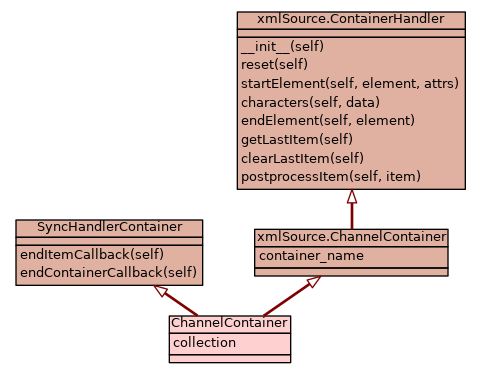 xmlSource.ContainerHandler
__init__(self)
reset(self)
startElement(self, element, attrs)
characters(self, data)
endElement(self, element)
getLastItem(self)
clearLastItem(self)
postprocessItem(self, item)
SyncHandlerContainer
endItemCallback(self)
endContainerCallback(self)
xmlSource.ChannelContainer
container_name
ChannelContainer
collection